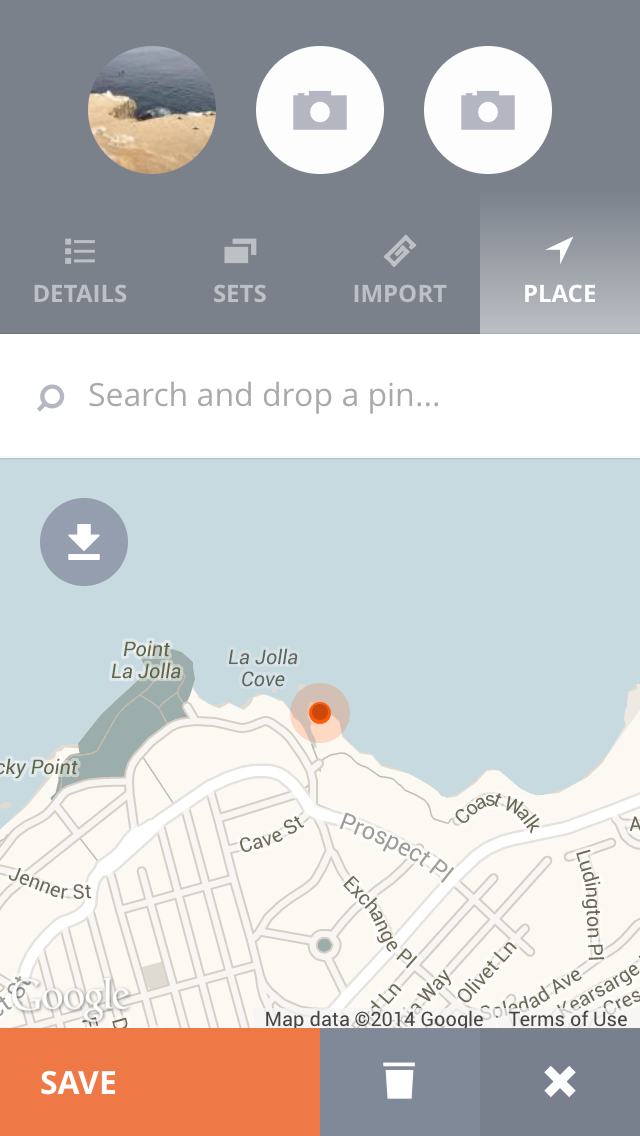 DETAILS
SETS
IMPORT
PLACE
Search and drop a pin...
Point
La Jolla
La Jolla
Cove
cky Point
Coast Walk
Prospect Pl
Cave St
Jenner St
Exchange Pl
Ludington Pl
Olivet Ln
Soledad Ave
Kearsarge
Cres
Google
Map data ©2014 Google
Terms of Use
SAVE